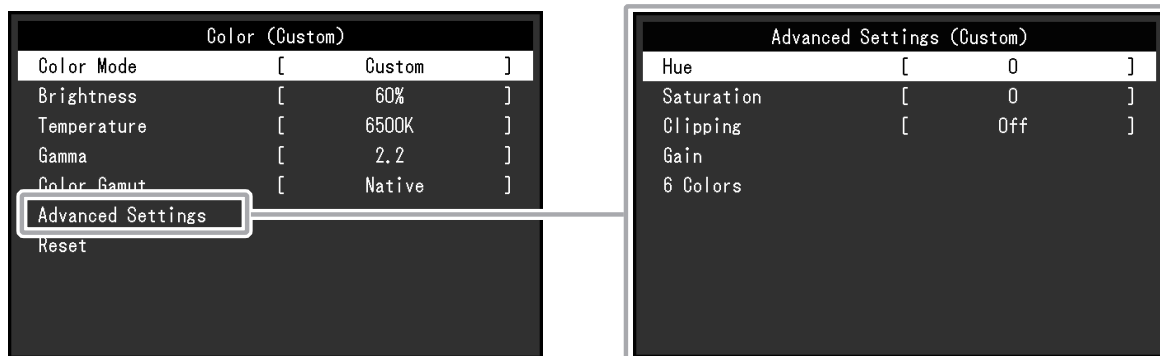 Color (Custom)
Color Mode [ Custom ]
Brightness [ 60% ]
Temperature [ 6500K ]
Gamma [ 2.2 ]
Color Gamut [ Native ]
Advanced Settings
Reset
Advanced Settings (Custom)
Hue [ 0 ]
Saturation [ 0 ]
Clipping [ Off ]
Gain
6 Colors